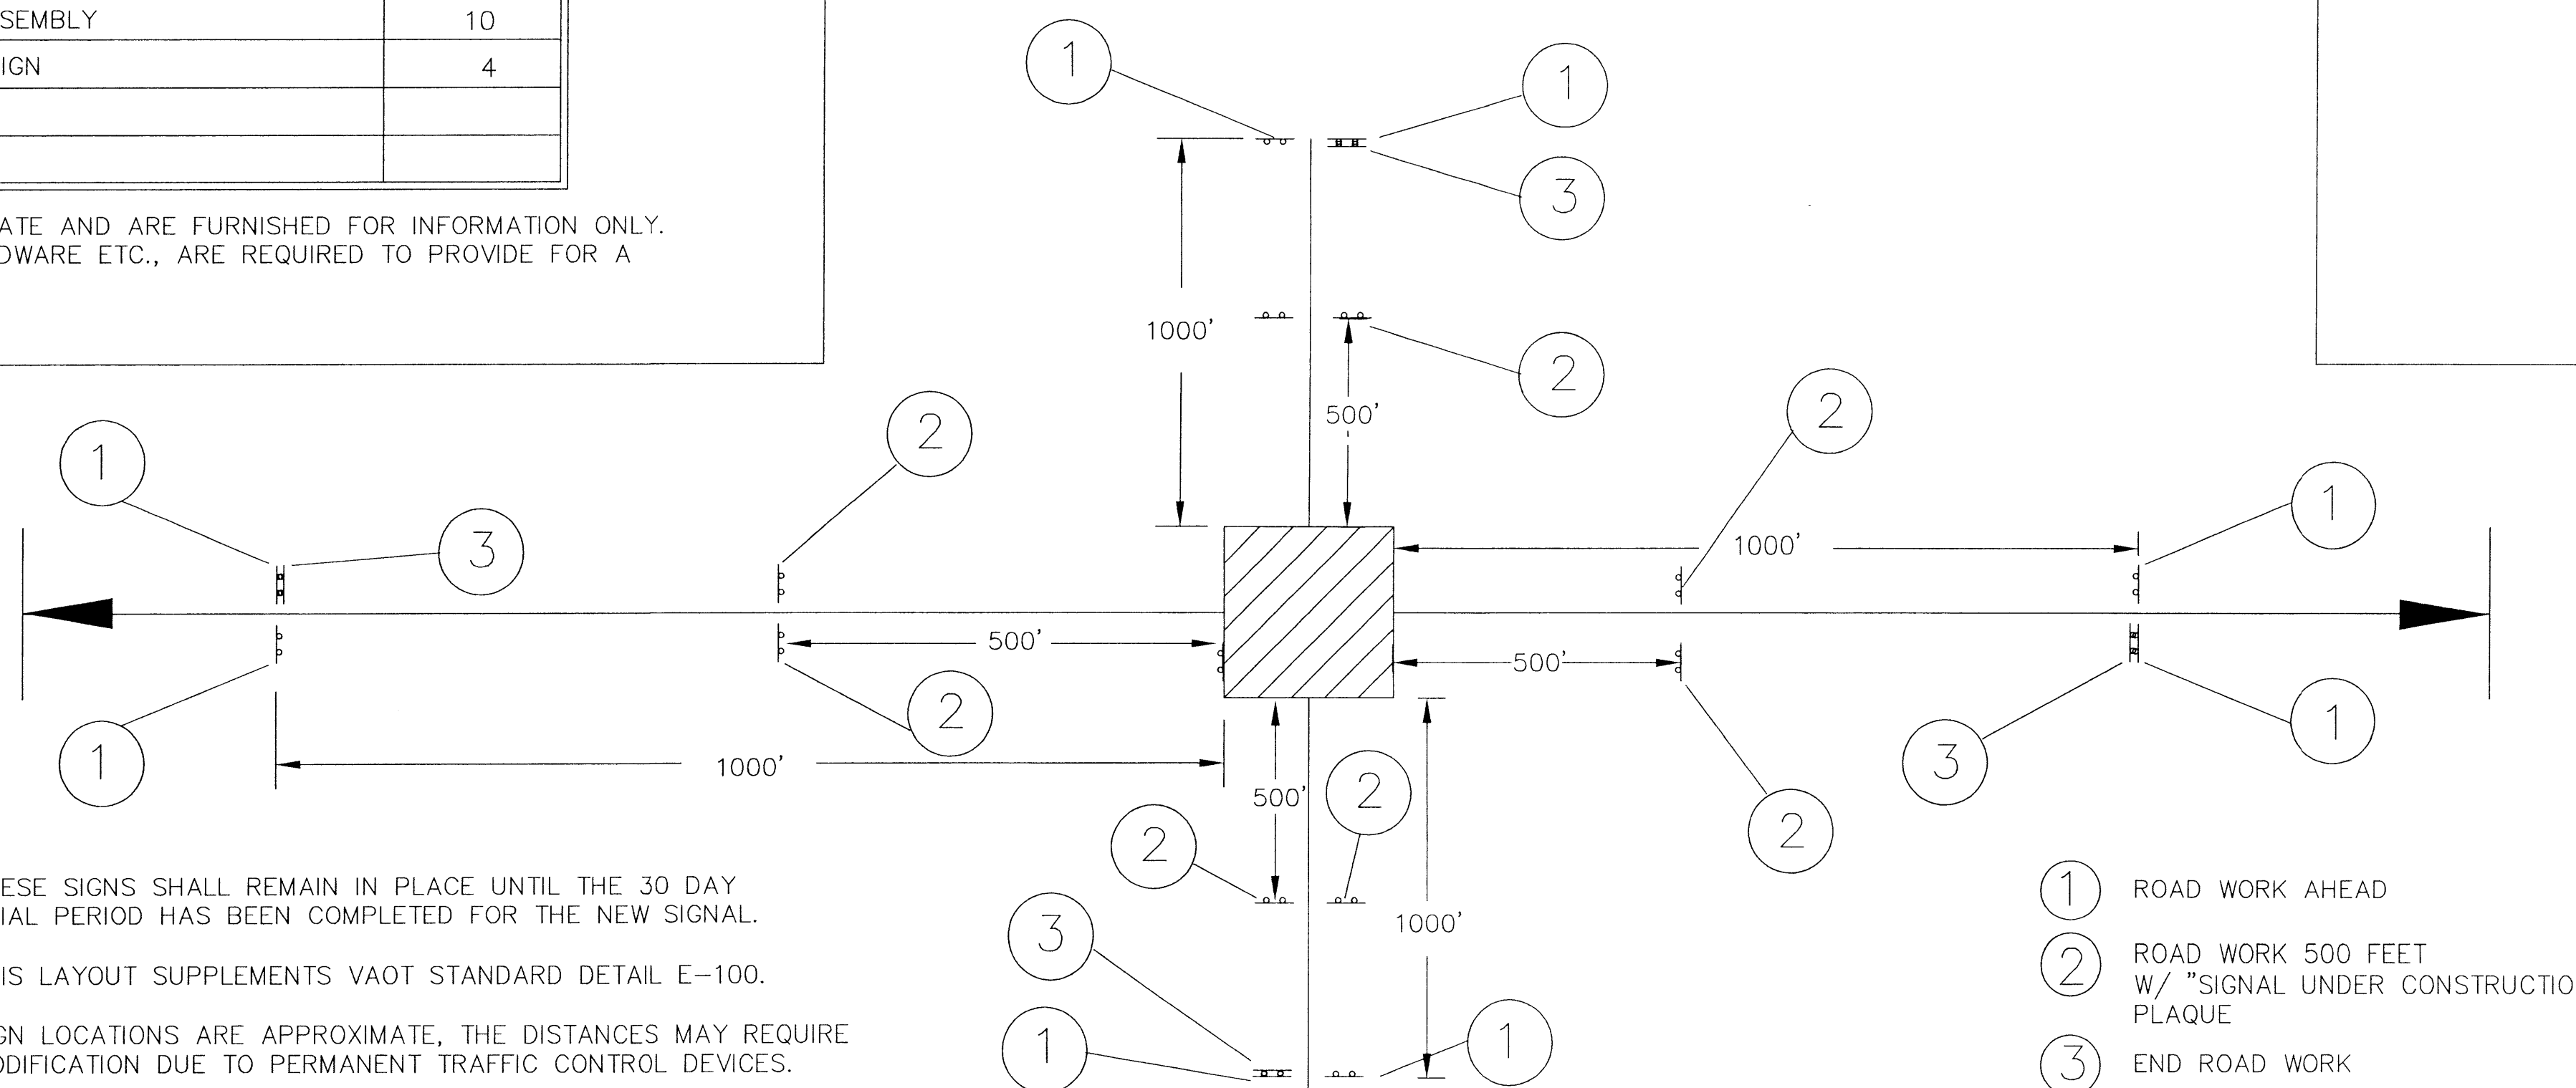 SEMBLY 10
IGN 4
ATE AND ARE FURNISHED FOR INFORMATION ONLY.
DWARE ETC., ARE REQUIRED TO PROVIDE FOR A
1
1
3
1000'
2
500'
2
2
1
3
1
1000'
500'
500'
1
2
1000'
1
3
2
500'
2
2
3
1000'
1
1
ESE SIGNS SHALL REMAIN IN PLACE UNTIL THE 30 DAY
IAL PERIOD HAS BEEN COMPLETED FOR THE NEW SIGNAL.
IS LAYOUT SUPPLEMENTS VAOT STANDARD DETAIL E-100.
GN LOCATIONS ARE APPROXIMATE, THE DISTANCES MAY REQUIRE
ODIFICATION DUE TO PERMANENT TRAFFIC CONTROL DEVICES.
1 ROAD WORK AHEAD
2 ROAD WORK 500 FEET
W/ "SIGNAL UNDER CONSTRUCTIO
PLAQUE
3 END ROAD WORK